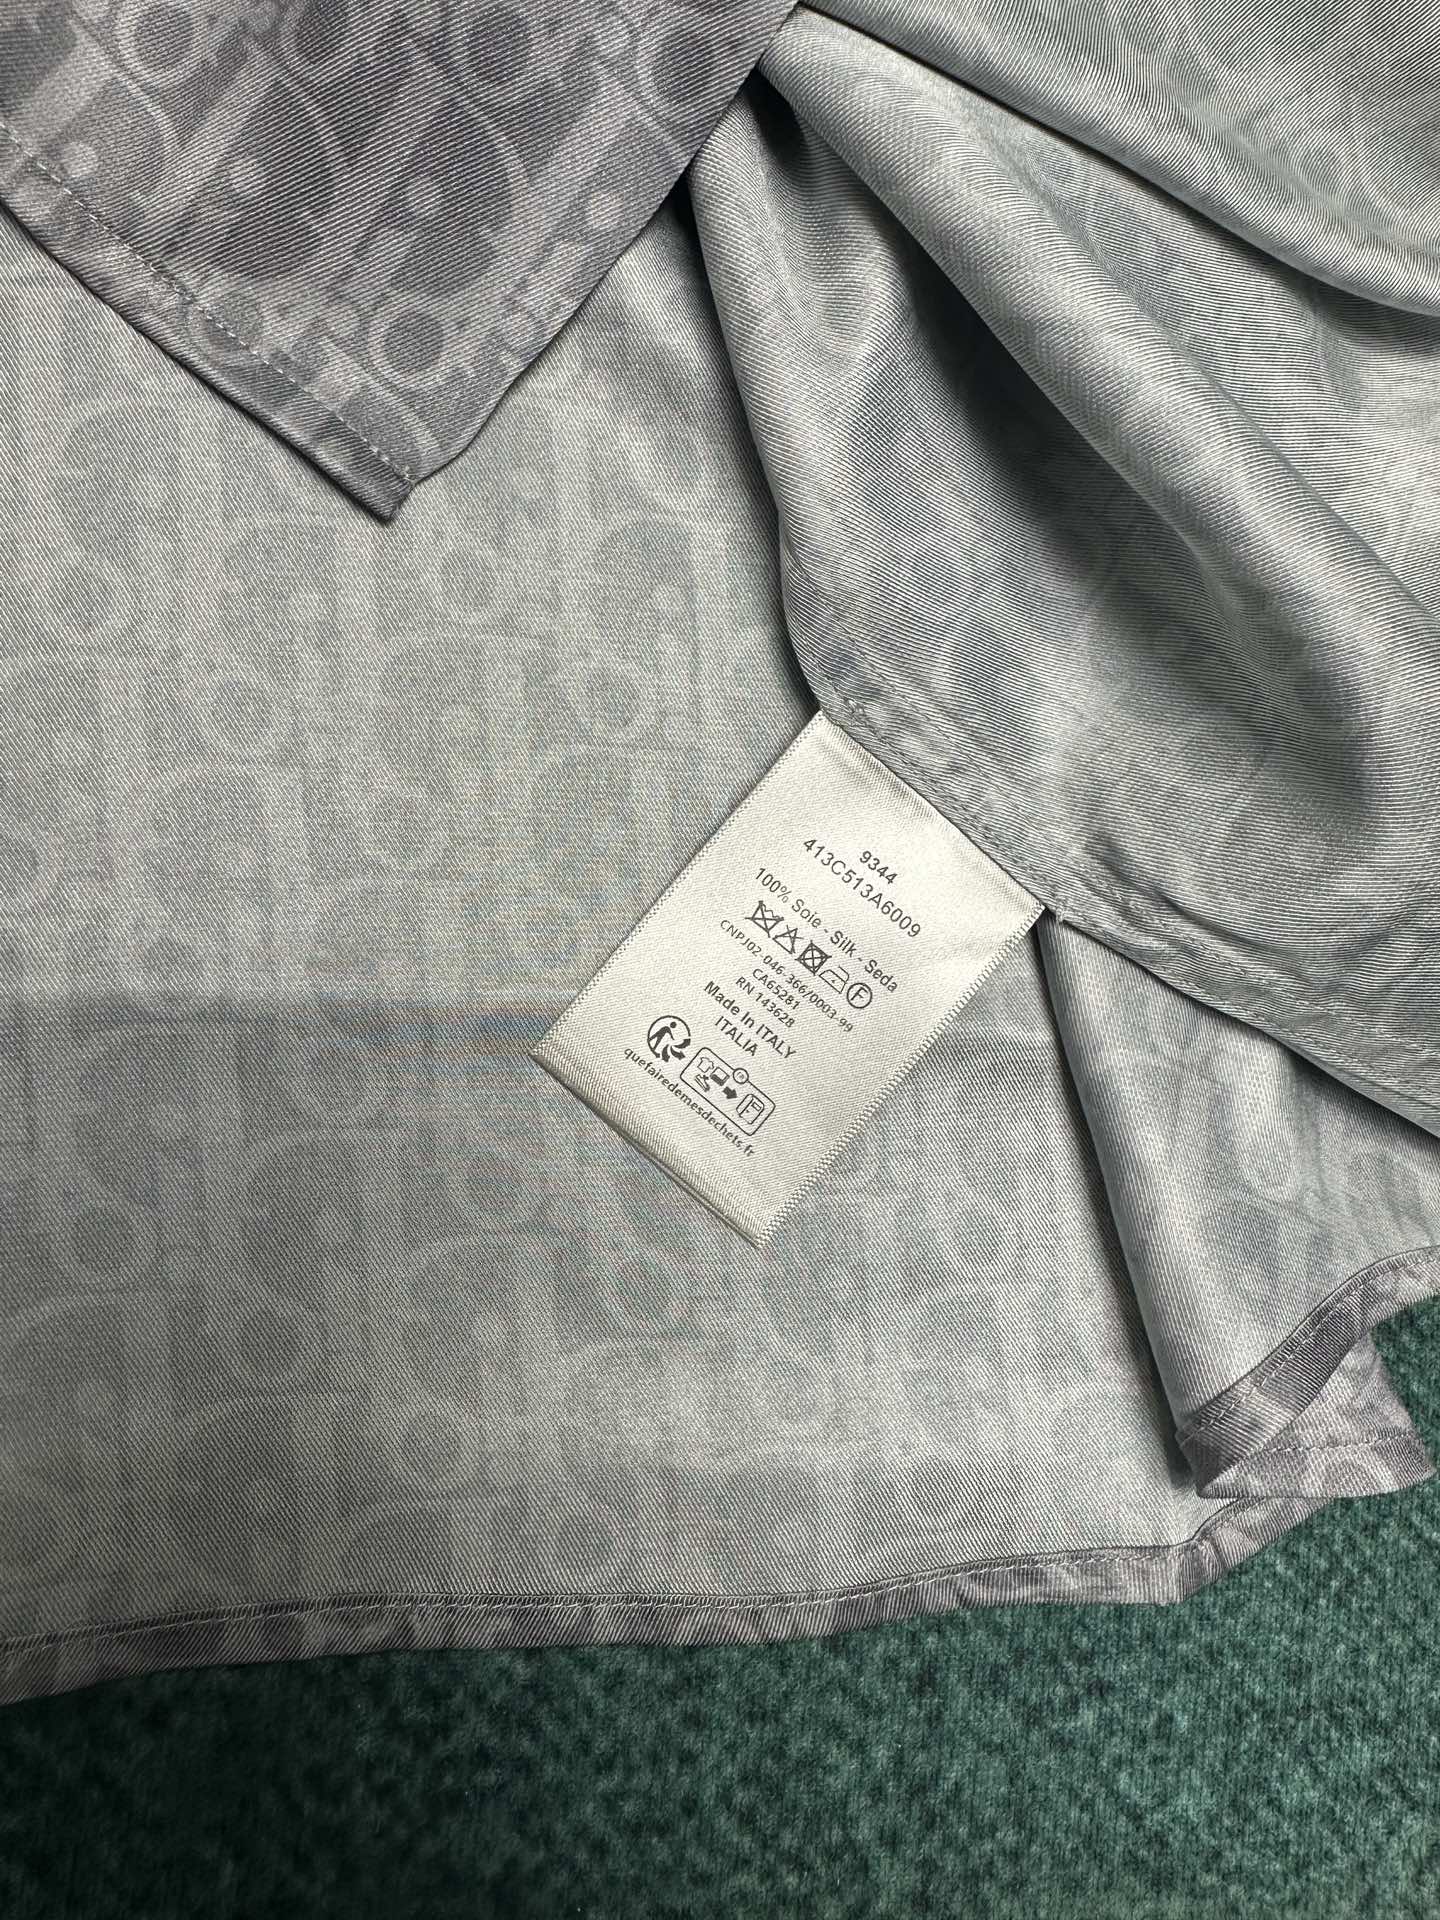 9344
413C513A6009
100% Soie - Silk - Seda
F
CNPJ02-046-366/0003-99
CA65281
RN 143628
Made In ITALY
ITALIA
FR
quefairedemesdechets.fr